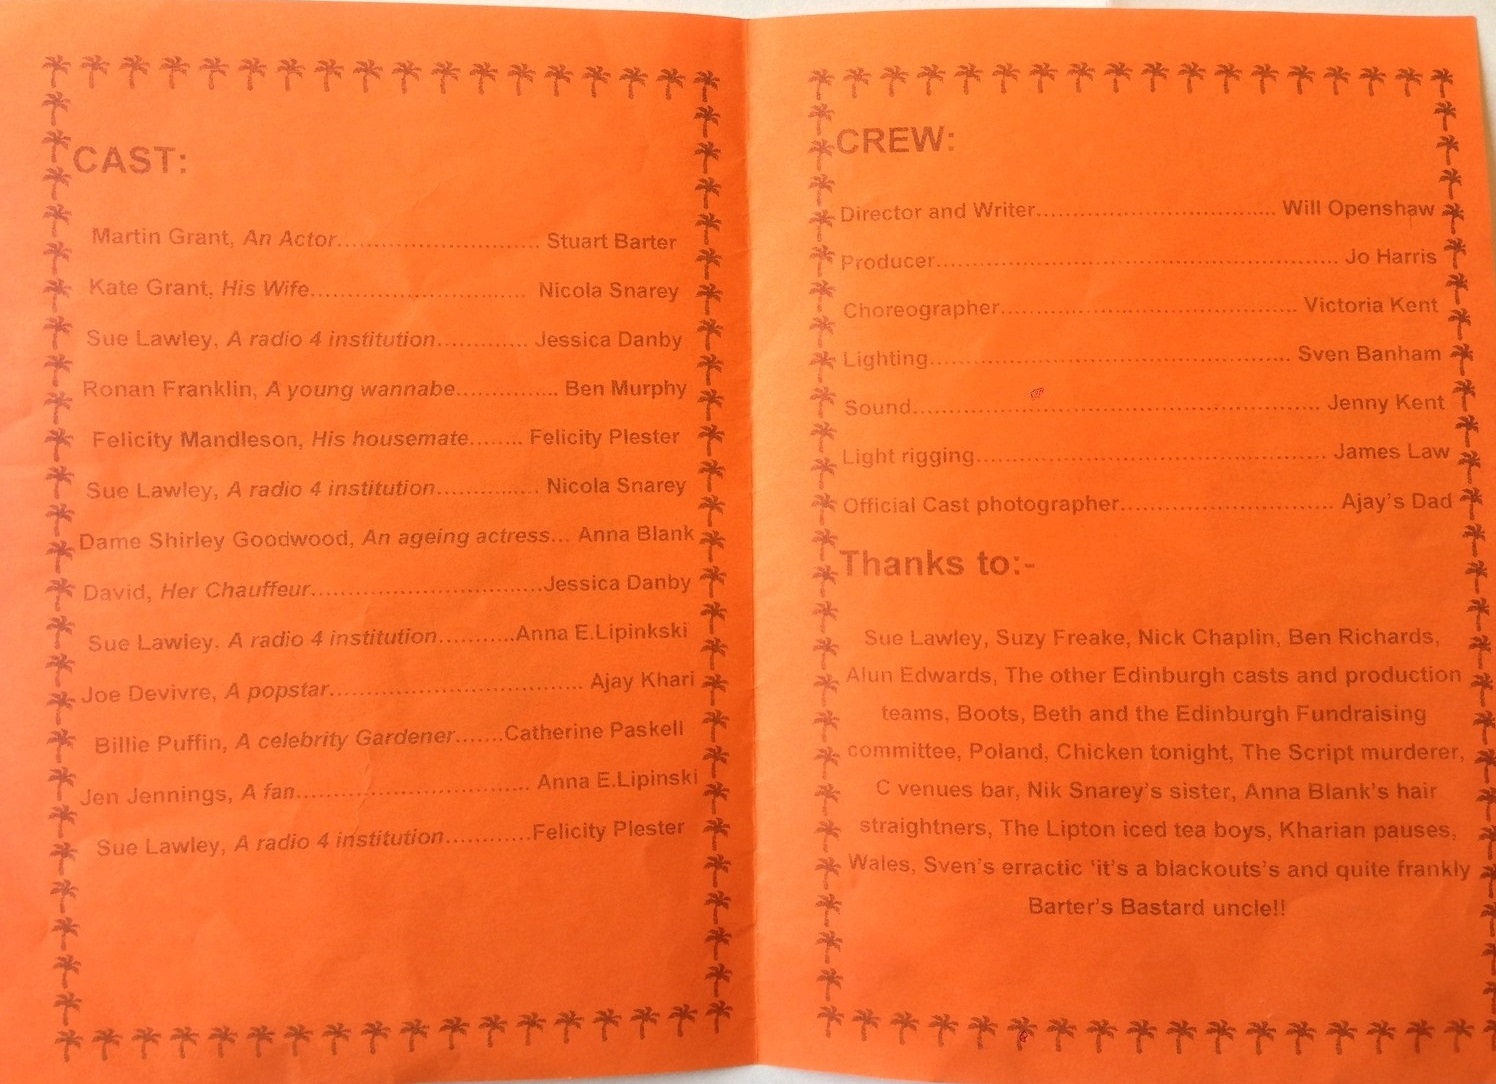 CAST:
Martin Grant, An Actor............................ Stuart Barter
Kate Grant, His Wife.............................. Nicola Snarey
Sue Lawley, A radio 4 institution............. Jessica Danby
Ronan Franklin, A young wannabe.............. Ben Murphy
Felicity Mandleson, His housemate........ Felicity Plester
Sue Lawley, A radio 4 institution.............. Nicola Snarey
Dame Shirley Goodwood, An ageing actress... Anna Blank
David, Her Chauffeur................................Jessica Danby
Sue Lawley. A radio 4 institution...........Anna E.Lipinkski
Joe Devivre, A popstar................................... Ajay Khari
Billie Puffin, A celebrity Gardener.......Catherine Paskell
Jen Jennings, A fan................................ Anna E.Lipinski
Sue Lawley, A radio 4 institution............Felicity Plester
CREW:
Director and Writer................................. Will Openshaw
Producer....................................................... Jo Harris
Choreographer......................................... Victoria Kent
Lighting.................................................. Sven Banham
Sound........................................................ Jenny Kent
Light rigging................................................ James Law
Official Cast photographer............................. Ajay's Dad
Thanks to:-
Sue Lawley, Suzy Freake, Nick Chaplin, Ben Richards,
Alun Edwards, The other Edinburgh casts and production
teams, Boots, Beth and the Edinburgh Fundraising
committee, Poland, Chicken tonight, The Script murderer,
C venues bar, Nik Snarey's sister, Anna Blank's hair
straightners, The Lipton iced tea boys, Kharian pauses,
Wales, Sven's erractic 'it's a blackouts's and quite frankly
Barter's Bastard uncle!!